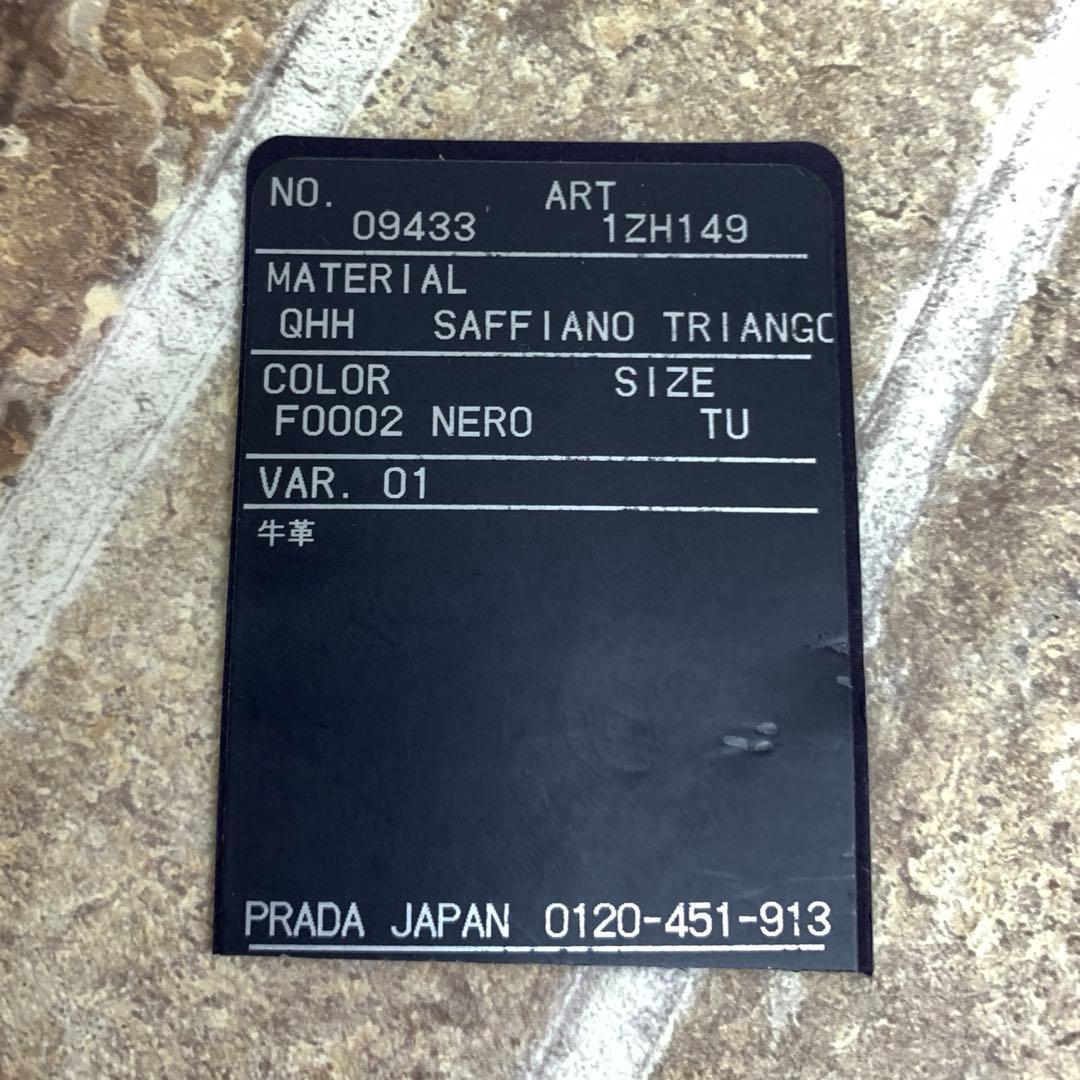 NO. ART
09433 1ZH149
MATERIAL
QHH SAFFIANO TRIANGO
COLOR SIZE
F0002 NERO TU
VAR. 01
牛革
PRADA JAPAN 0120-451-913